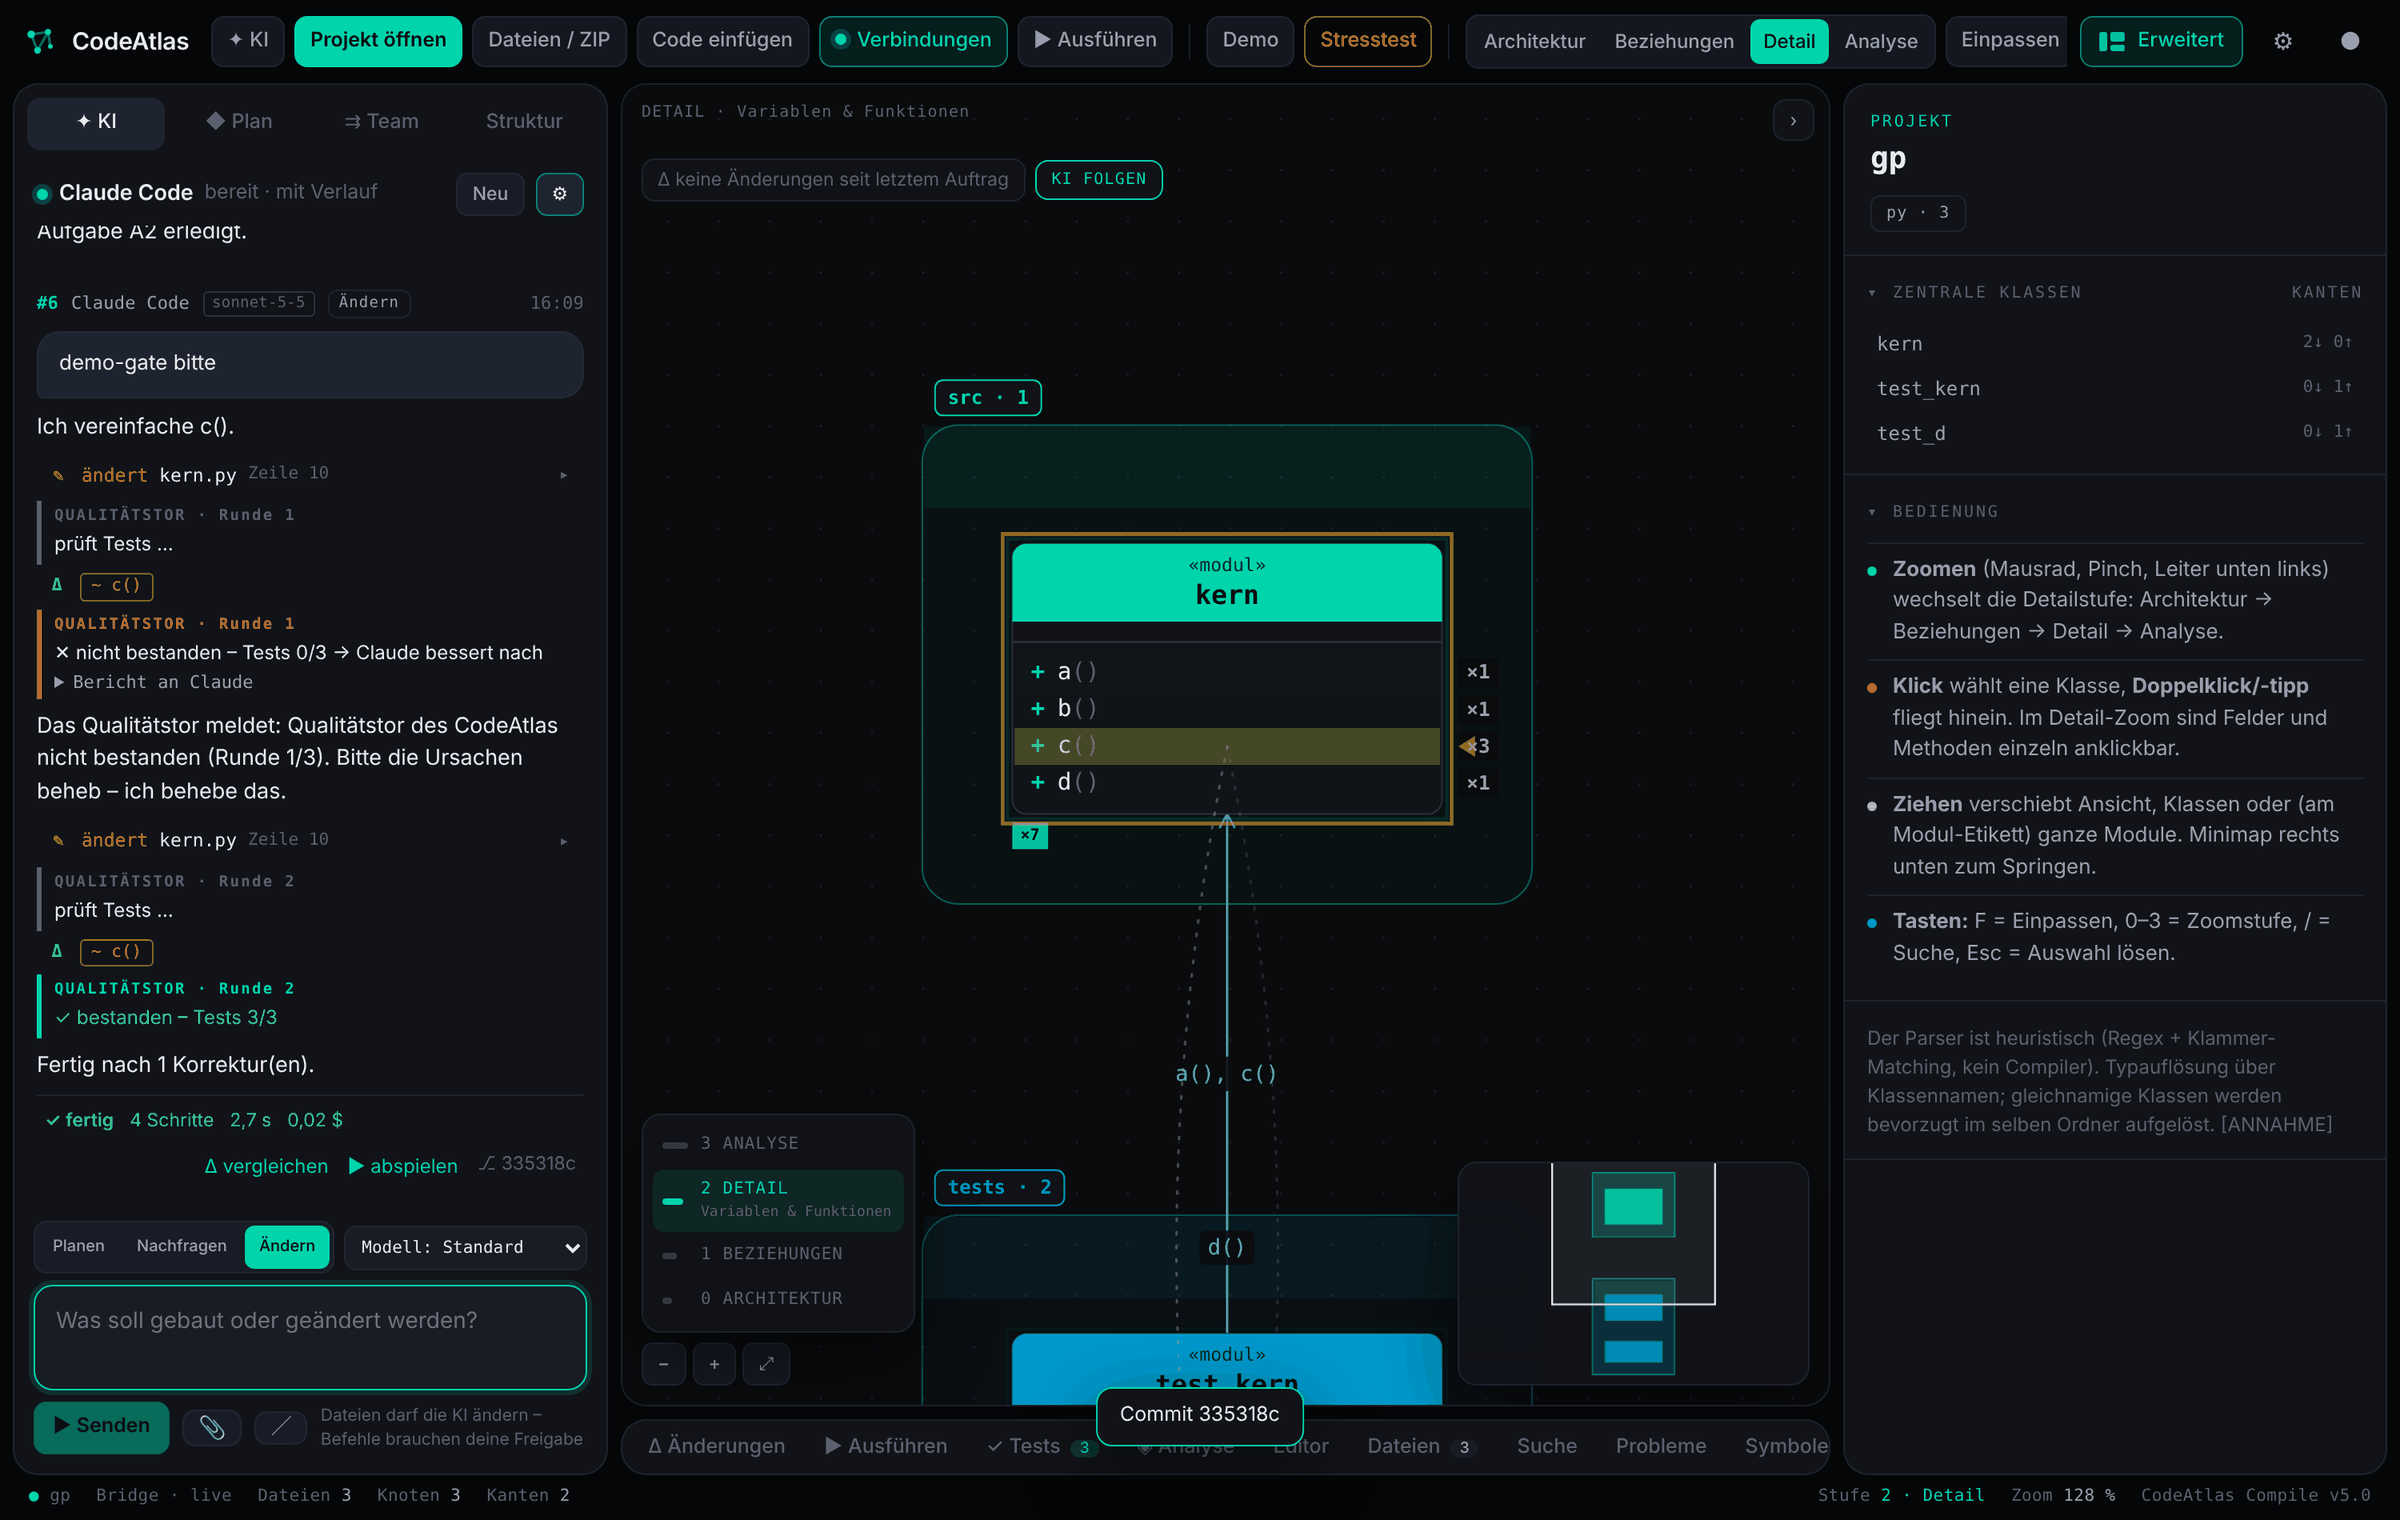 CodeAtlas
✦ KI
Projekt öffnen
Dateien / ZIP
Code einfügen
Verbindungen
▶ Ausführen
Demo
Stresstest
Architektur
Beziehungen
Detail
Analyse
Einpassen
Erweitert
✦ KI
◆ Plan
⇉ Team
Struktur
Claude Code bereit · mit Verlauf
Neu
Aufgabe A2 erledigt.
#6 Claude Code sonnet-5-5 Ändern 16:09
demo-gate bitte
Ich vereinfache c().
✎ ändert kern.py Zeile 10 ▸
QUALITÄTSTOR · Runde 1
prüft Tests …
Δ ~ c()
QUALITÄTSTOR · Runde 1
✕ nicht bestanden – Tests 0/3 → Claude bessert nach
▶ Bericht an Claude
Das Qualitätstor meldet: Qualitätstor des CodeAtlas
nicht bestanden (Runde 1/3). Bitte die Ursachen
beheb – ich behebe das.
✎ ändert kern.py Zeile 10 ▸
QUALITÄTSTOR · Runde 2
prüft Tests …
Δ ~ c()
QUALITÄTSTOR · Runde 2
✓ bestanden – Tests 3/3
Fertig nach 1 Korrektur(en).
✓ fertig 4 Schritte 2,7 s 0,02 $
Δ vergleichen ▶ abspielen ⎇ 335318c
Planen
Nachfragen
Ändern
Modell: Standard
Was soll gebaut oder geändert werden?
▶ Senden
Dateien darf die KI ändern –
Befehle brauchen deine Freigabe
DETAIL · Variablen & Funktionen
›
Δ keine Änderungen seit letztem Auftrag
KI FOLGEN
src · 1
«modul»
kern
+ a() ×1
+ b() ×1
+ c() ×3
+ d() ×1
×7
a(), c()
3 ANALYSE
2 DETAIL
Variablen & Funktionen
1 BEZIEHUNGEN
0 ARCHITEKTUR
− + ⤢
tests · 2
d()
«modul»
test_kern
Commit 335318c
Δ Änderungen
▶ Ausführen
✓ Tests 3
◈ Analyse
Editor
Dateien 3
Suche
Probleme
Symbole
PROJEKT
gp
py · 3
▾ ZENTRALE KLASSEN KANTEN
kern 2↓ 0↑
test_kern 0↓ 1↑
test_d 0↓ 1↑
▾ BEDIENUNG
Zoomen (Mausrad, Pinch, Leiter unten links)
wechselt die Detailstufe: Architektur →
Beziehungen → Detail → Analyse.
Klick wählt eine Klasse, Doppelklick/-tipp
fliegt hinein. Im Detail-Zoom sind Felder und
Methoden einzeln anklickbar.
Ziehen verschiebt Ansicht, Klassen oder (am
Modul-Etikett) ganze Module. Minimap rechts
unten zum Springen.
Tasten: F = Einpassen, 0–3 = Zoomstufe, / =
Suche, Esc = Auswahl lösen.
Der Parser ist heuristisch (Regex + Klammer-
Matching, kein Compiler). Typauflösung über
Klassennamen; gleichnamige Klassen werden
bevorzugt im selben Ordner aufgelöst. [ANNAHME]
gp Bridge · live Dateien 3 Knoten 3 Kanten 2
Stufe 2 · Detail Zoom 128 % CodeAtlas Compile v5.0